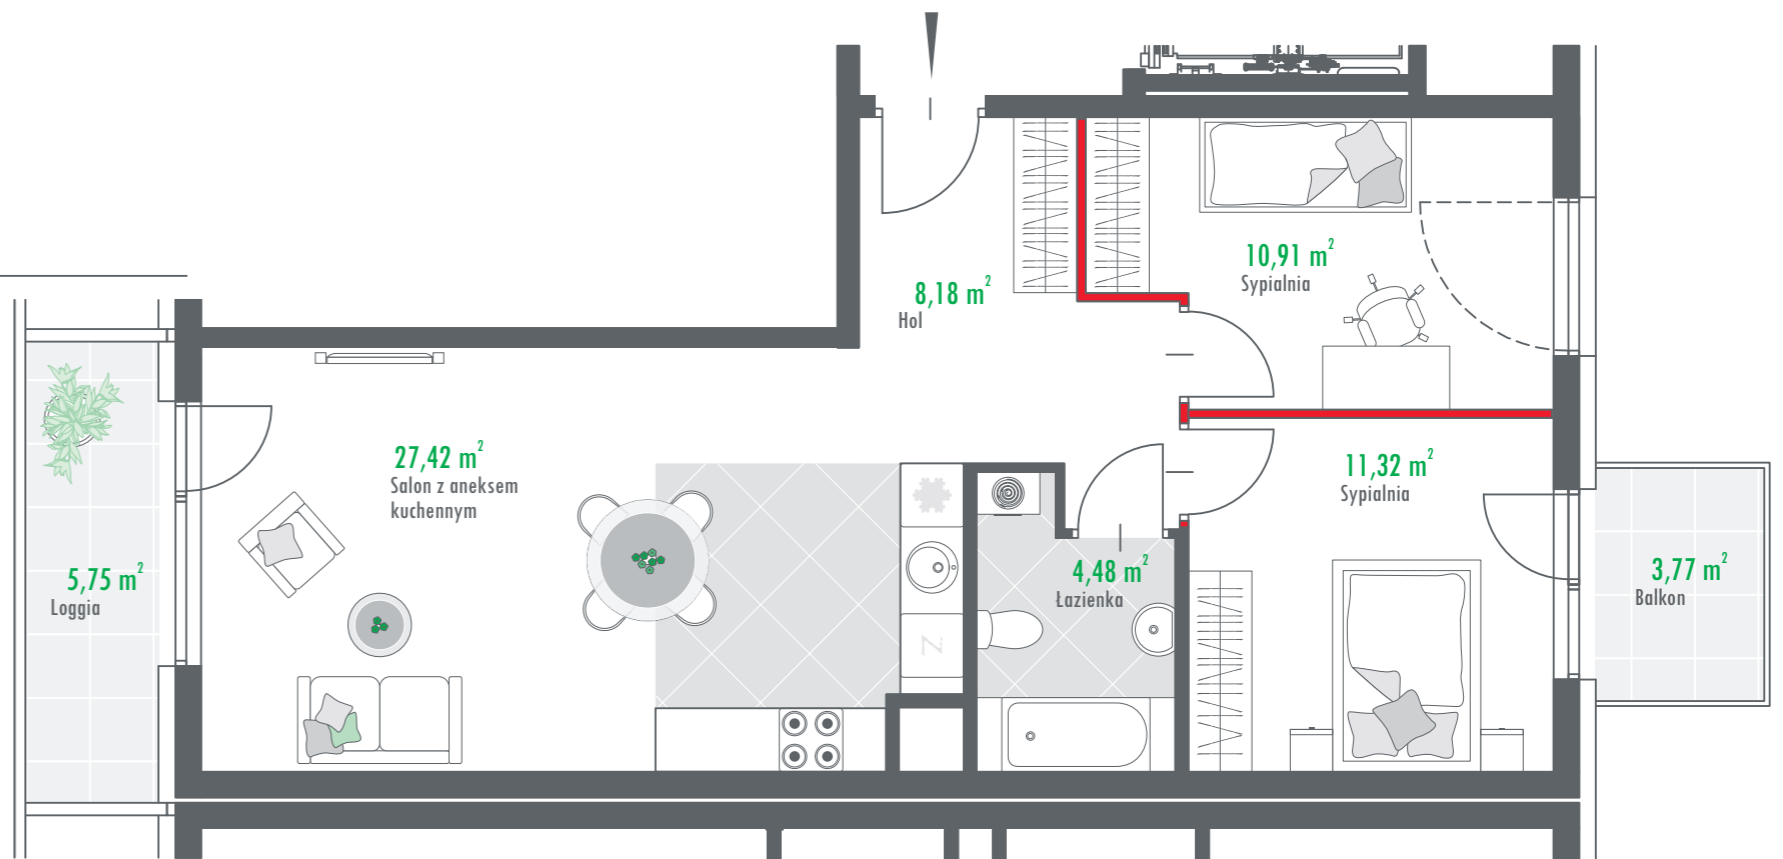 10,91 m²
Sypialnia
8,18 m²
Hol
27,42 m²
Salon z aneksem
kuchennym
11,32 m²
Sypialnia
5,75 m²
Loggia
4,48 m²
Łazienka
3,77 m²
Balkon
Z